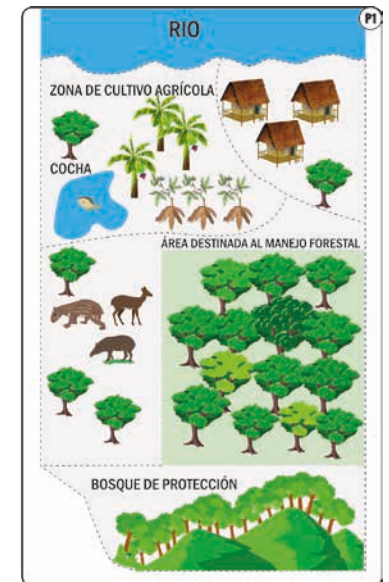 P1
RIO
ZONA DE CULTIVO AGRÍCOLA
COCHA
ÁREA DESTINADA AL MANEJO FORESTAL
BOSQUE DE PROTECCIÓN